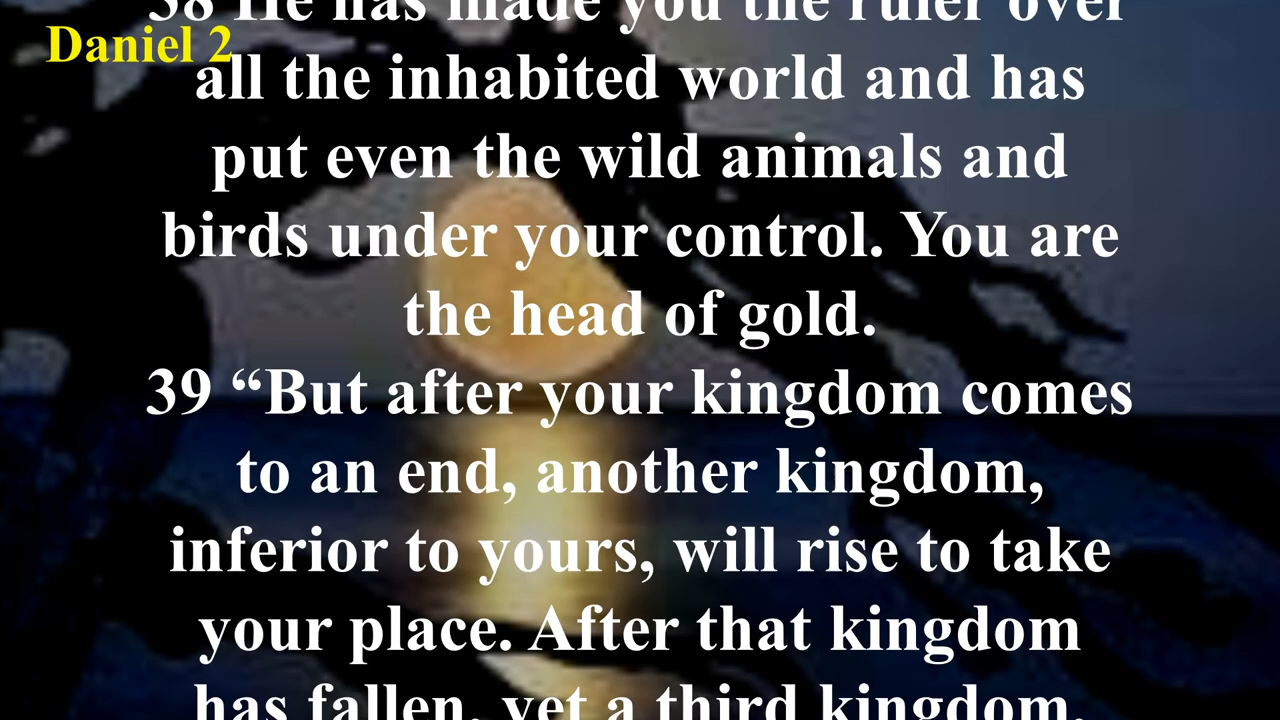 38 He has made you the ruler over
Daniel 2
all the inhabited world and has
put even the wild animals and
birds under your control. You are
the head of gold.
39 “But after your kingdom comes
to an end, another kingdom,
inferior to yours, will rise to take
your place. After that kingdom
has fallen, yet a third kingdom,